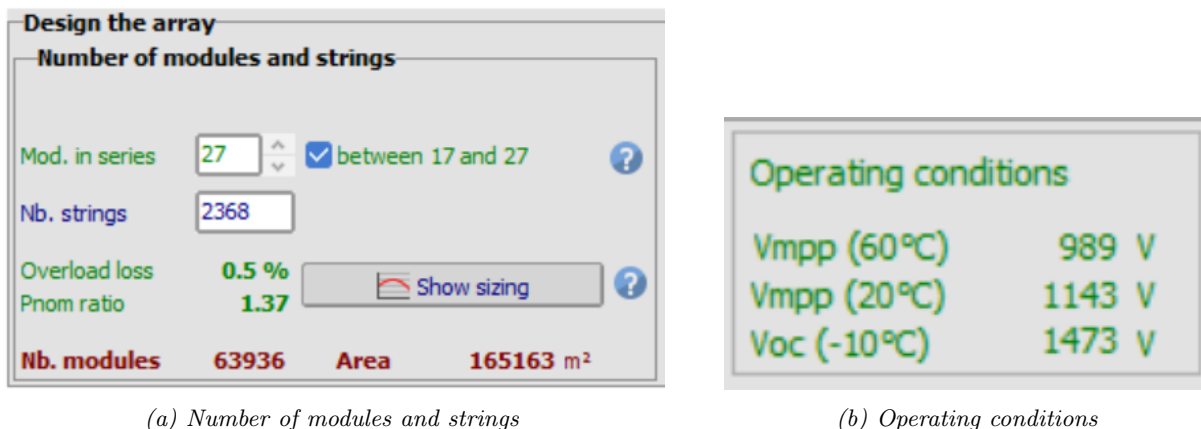 Design the array
Number of modules and strings
Mod. in series 27 between 17 and 27 ?
Nb. strings 2368
Overload loss 0.5 % Show sizing ?
Pnom ratio 1.37
Nb. modules 63936 Area 165163 m²
(a) Number of modules and strings
Operating conditions
Vmpp (60°C) 989 V
Vmpp (20°C) 1143 V
Voc (-10°C) 1473 V
(b) Operating conditions